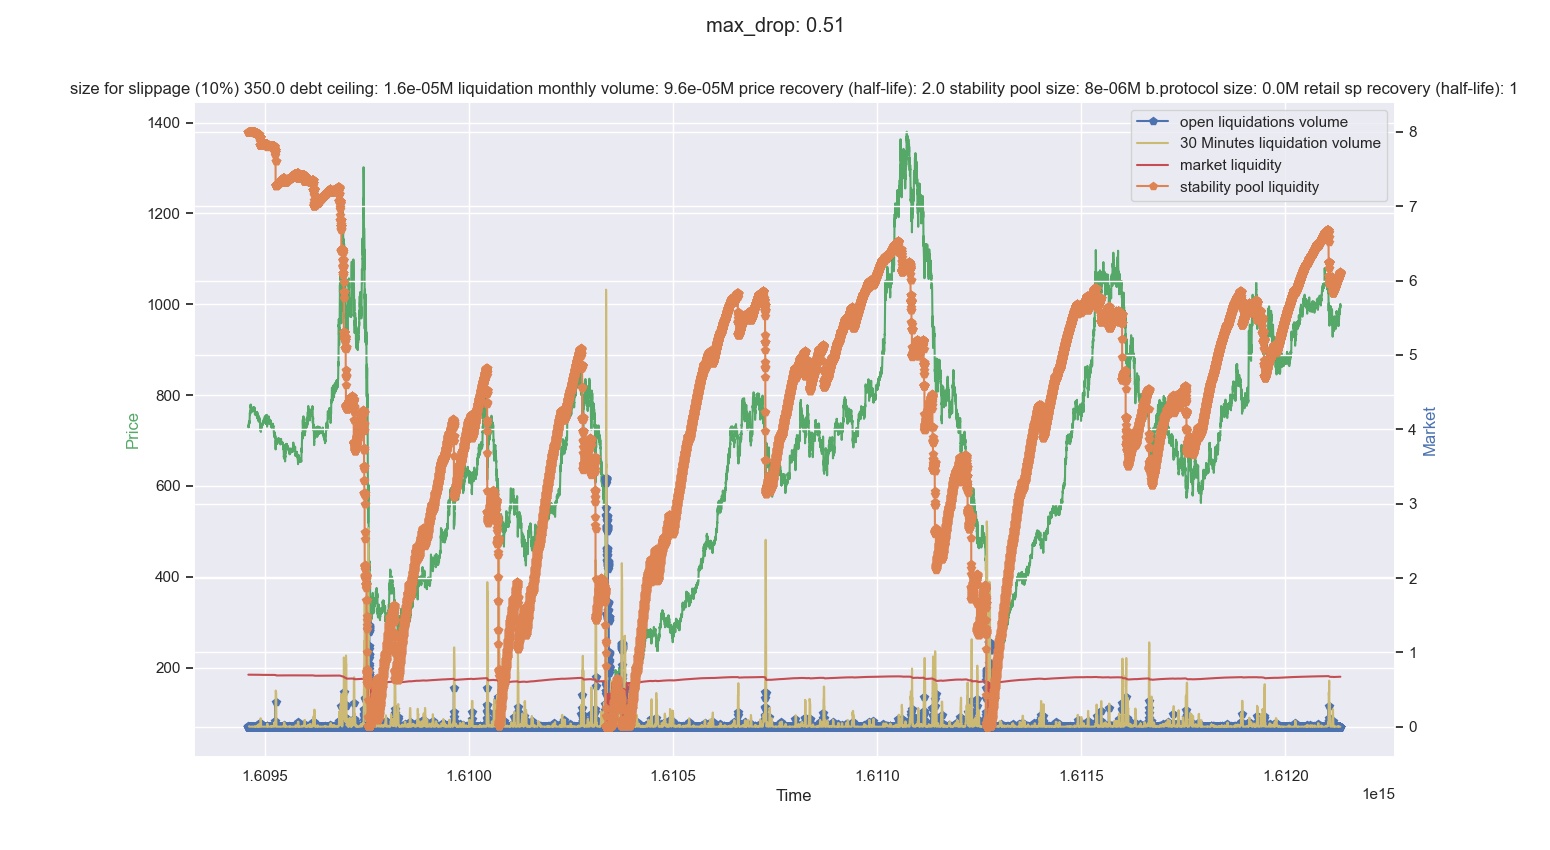 max_drop: 0.51
size for slippage (10%) 350.0 debt ceiling: 1.6e-05M liquidation monthly volume: 9.6e-05M price recovery (half-life): 2.0 stability pool size: 8e-06M b.protocol size: 0.0M retail sp recovery (half-life): 1
open liquidations volume
30 Minutes liquidation volume
market liquidity
stability pool liquidity
1400
1200
1000
800
600
400
200
Price
8
7
6
5
4
3
2
1
0
Market
1.6095
1.6100
1.6105
1.6110
1.6115
1.6120
1e15
Time